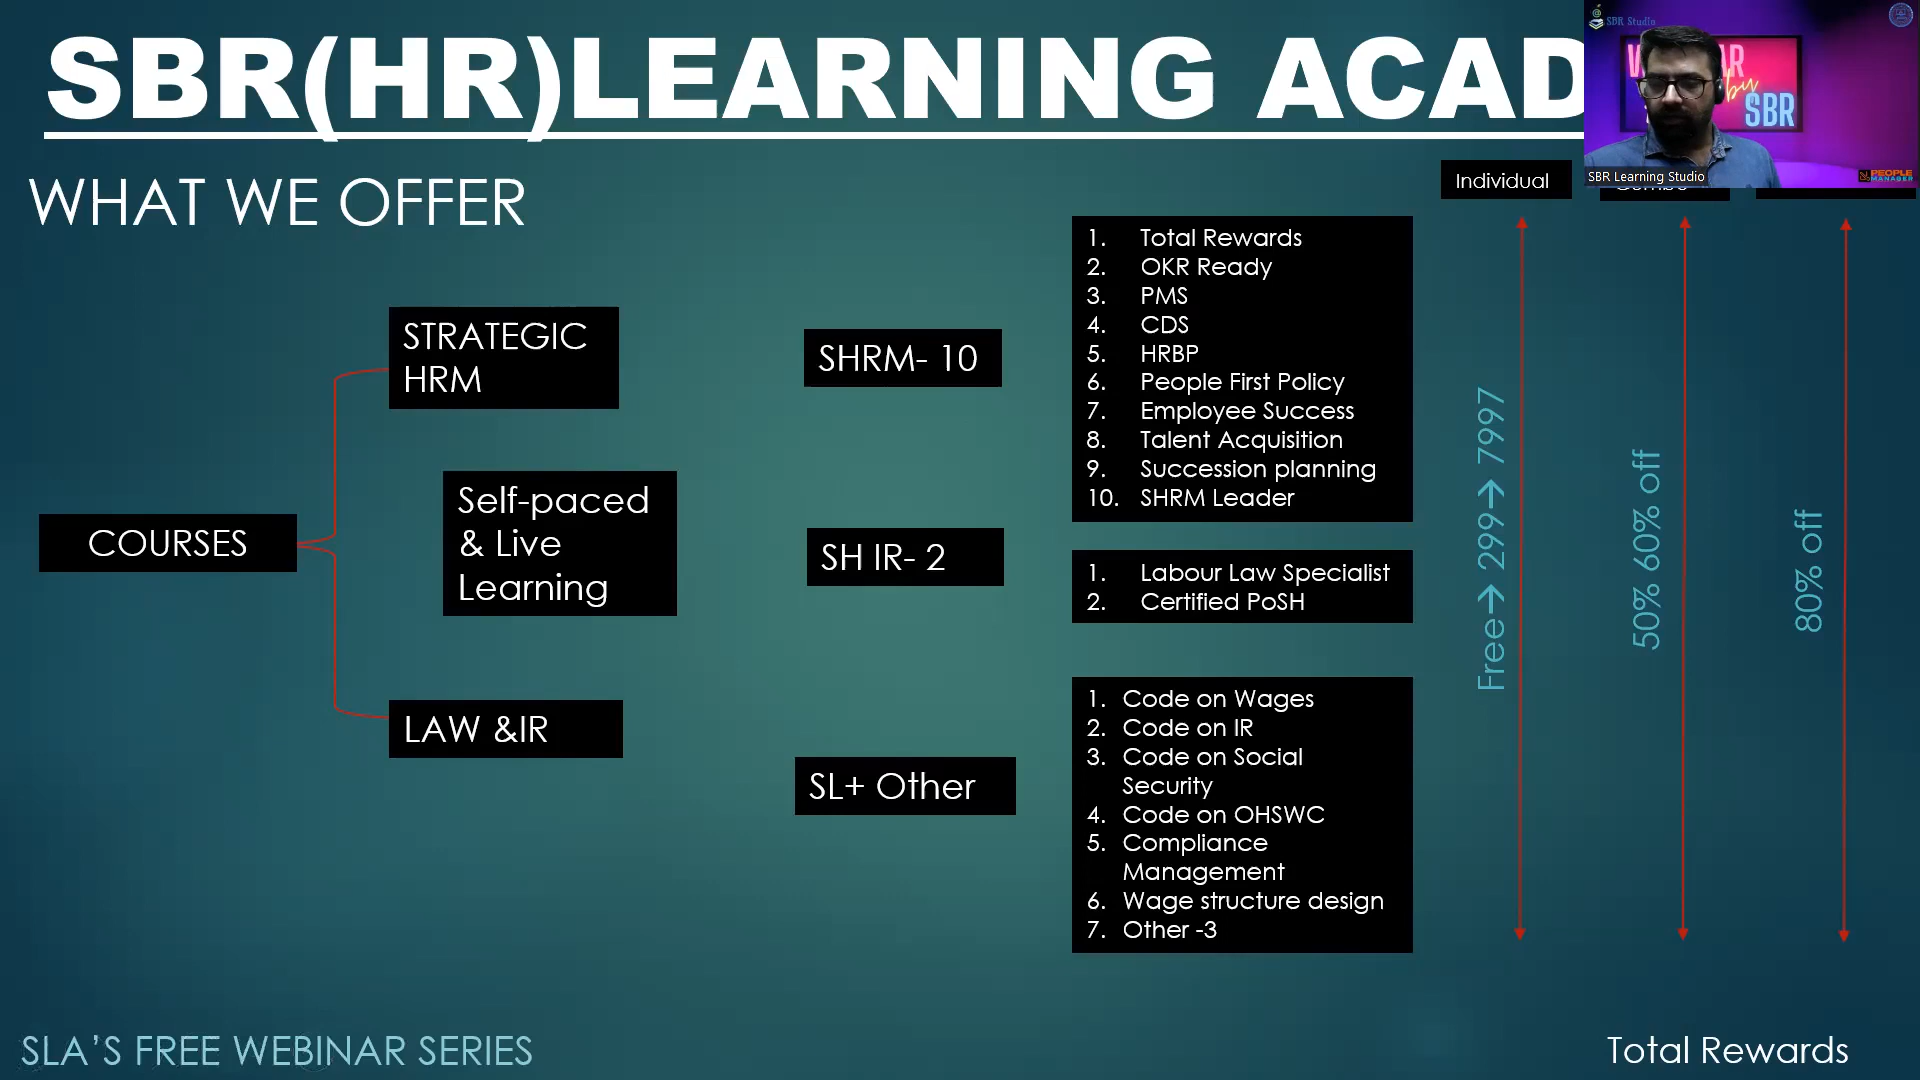 SBR(HR)LEARNING ACAD
SBR Studio
SBR
SBR Learning Studio
PEOPLE
MANAGER
WHAT WE OFFER
Individual
COURSES
STRATEGIC
HRM
Self-paced
& Live
Learning
LAW &IR
SHRM- 10
SH IR- 2
SL+ Other
1. Total Rewards
2. OKR Ready
3. PMS
4. CDS
5. HRBP
6. People First Policy
7. Employee Success
8. Talent Acquisition
9. Succession planning
10. SHRM Leader
1. Labour Law Specialist
2. Certified PoSH
1. Code on Wages
2. Code on IR
3. Code on Social
Security
4. Code on OHSWC
5. Compliance
Management
6. Wage structure design
7. Other -3
Free→ 299→ 7997
50% 60% off
80% off
SLA’S FREE WEBINAR SERIES
Total Rewards